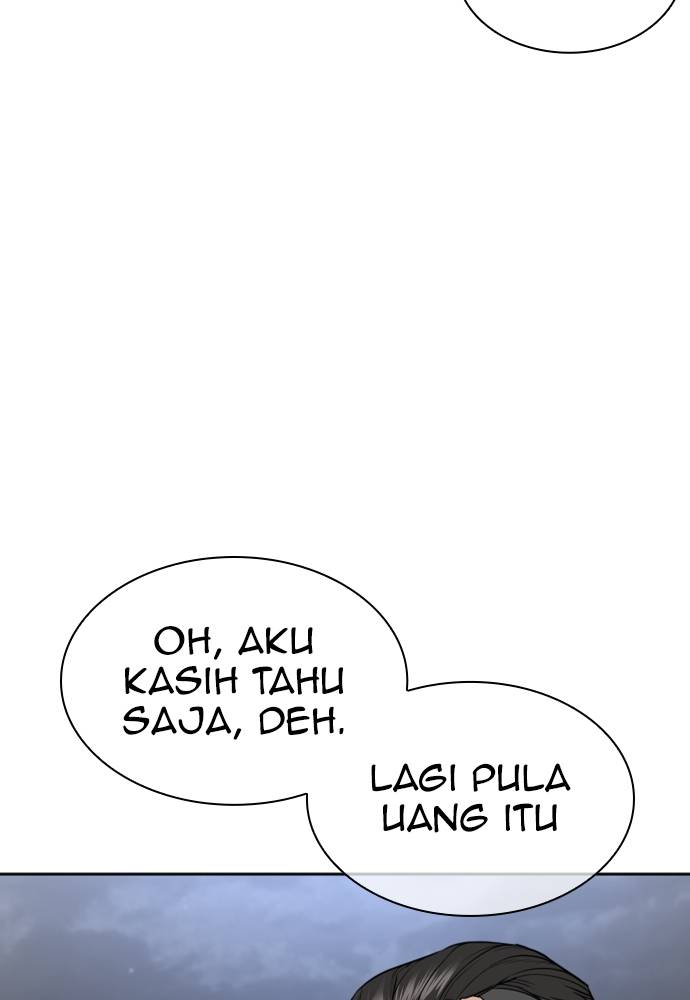 OH, AKU
KASIH TAHU
SAJA, DEH.
LAGI PULA
UANG ITU